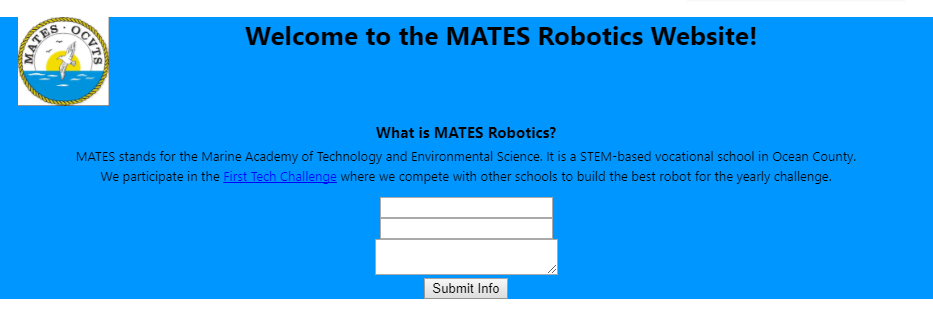 MATES · OCVTS
Welcome to the MATES Robotics Website!
What is MATES Robotics?
MATES stands for the Marine Academy of Technology and Environmental Science. It is a STEM-based vocational school in Ocean County.
We participate in the First Tech Challenge where we compete with other schools to build the best robot for the yearly challenge.
Submit Info